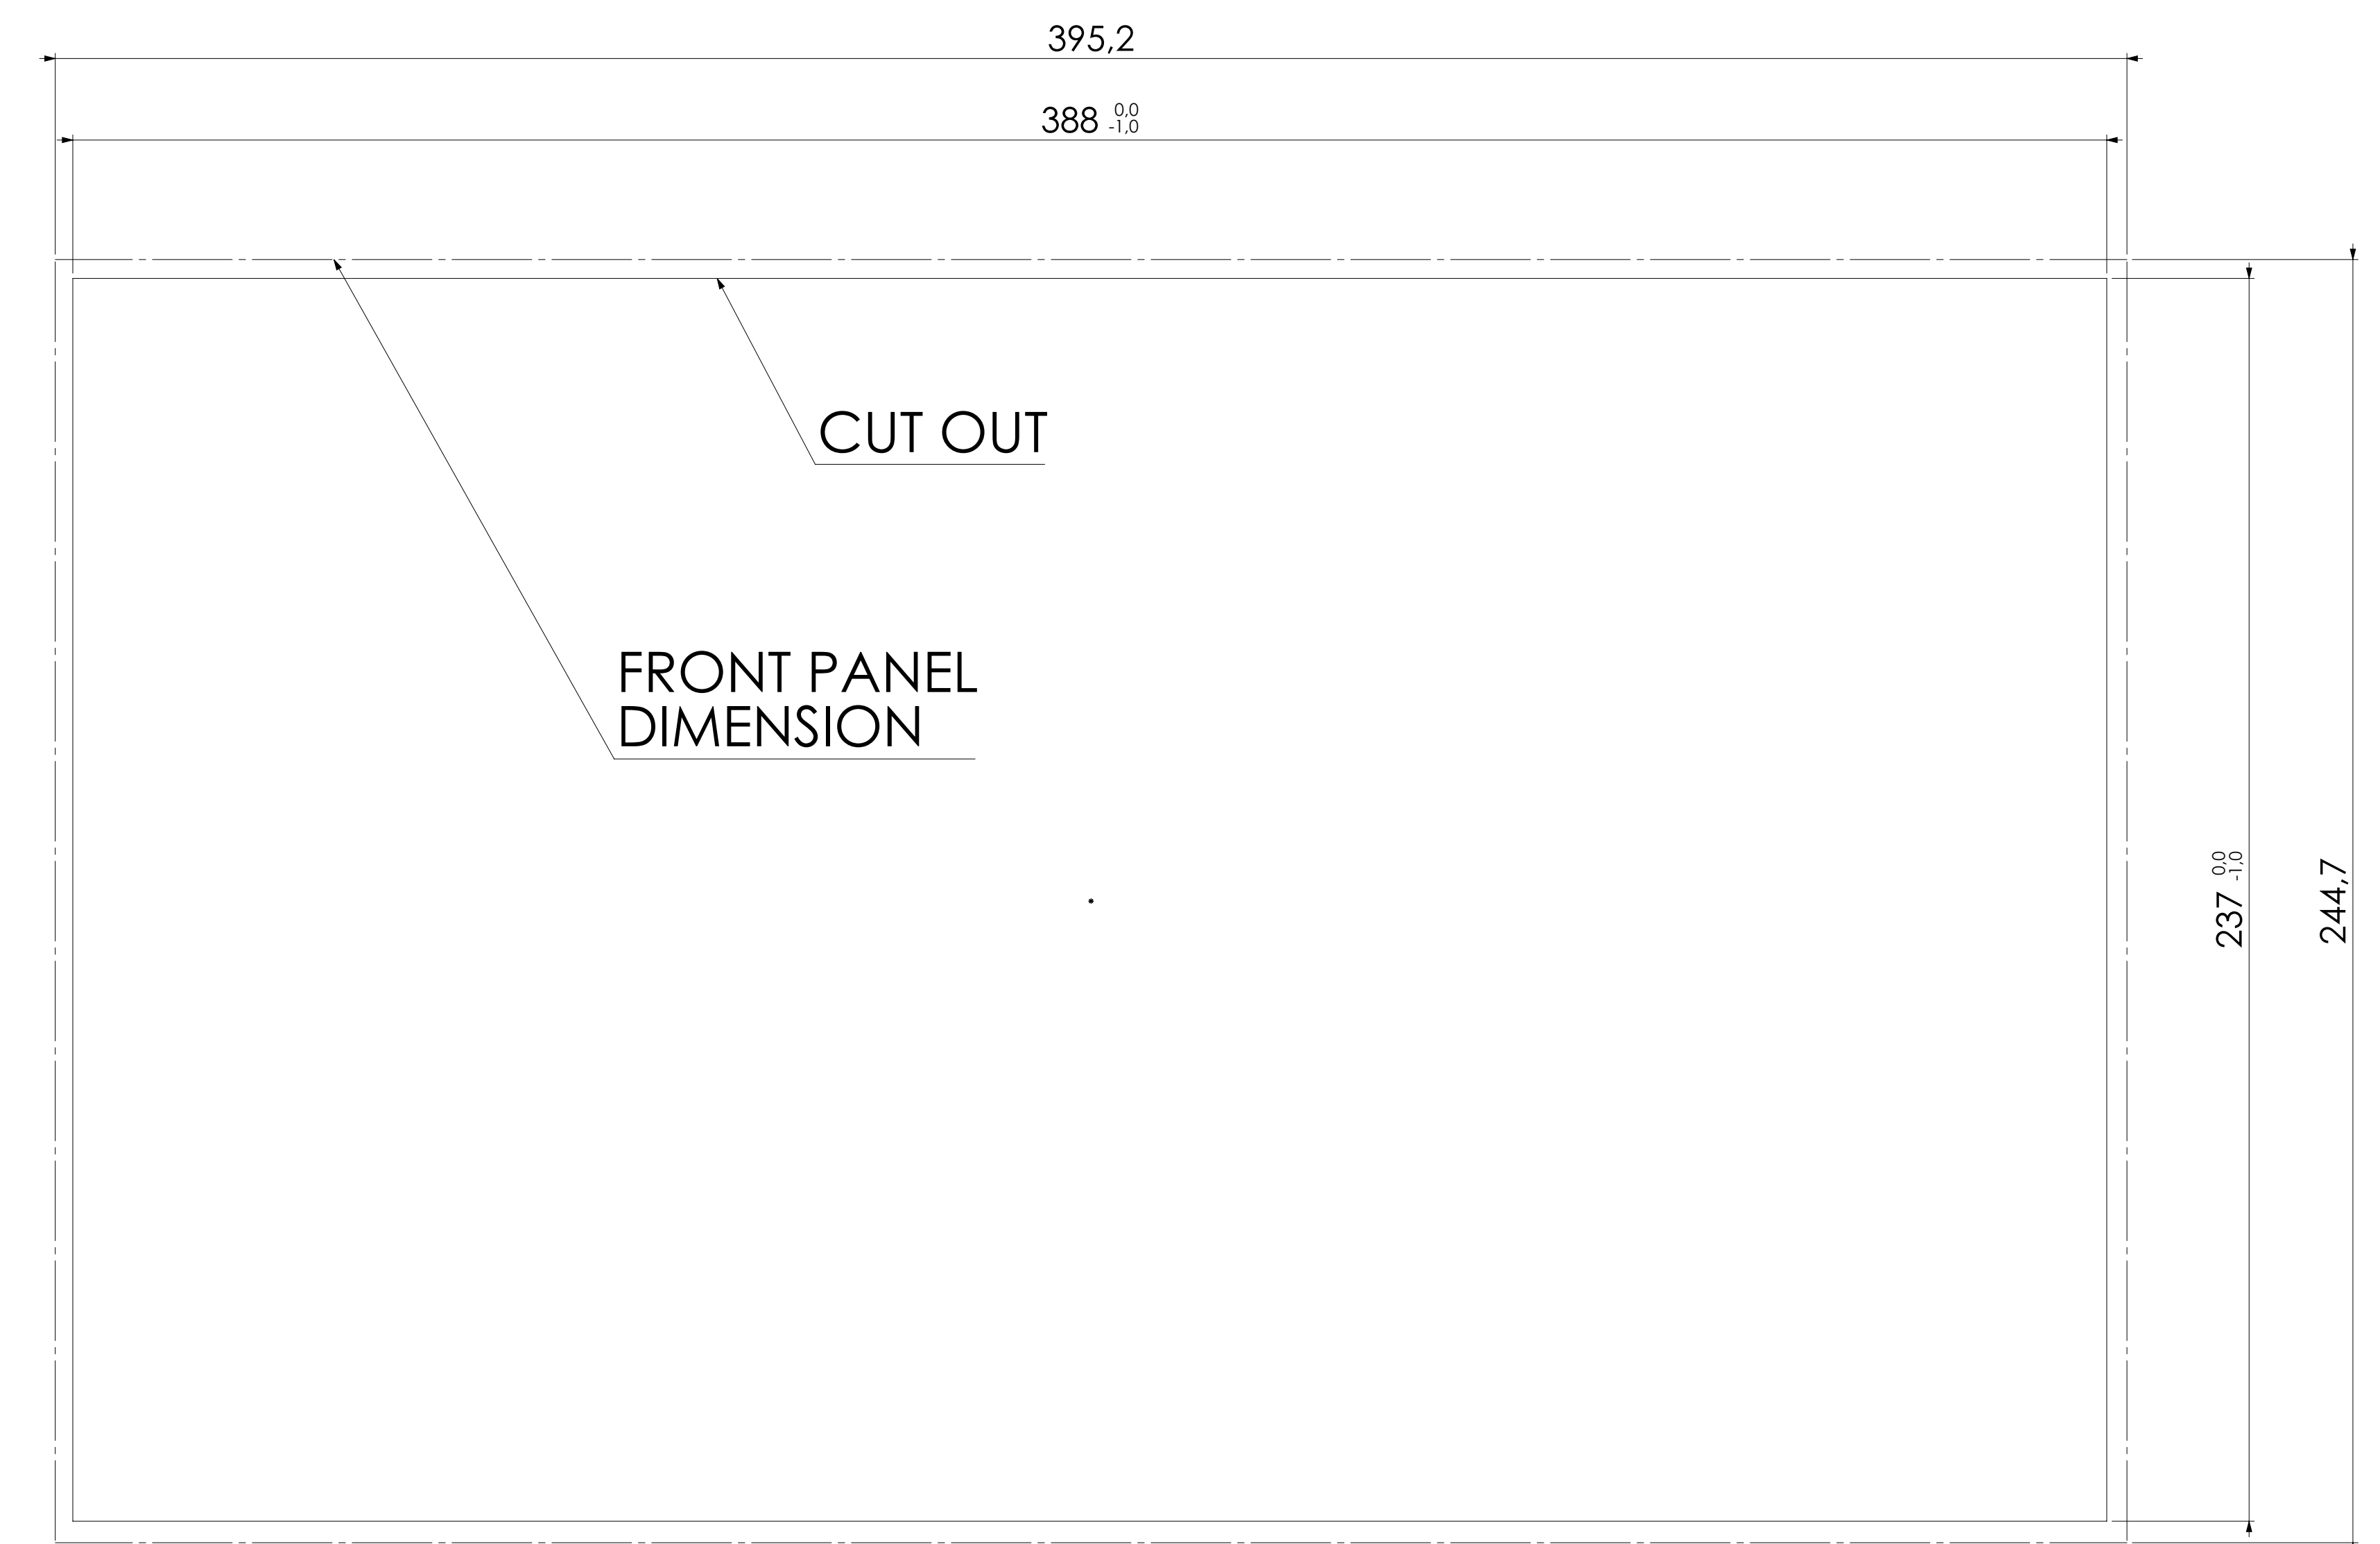 395,2
388 0,0
-1,0
CUT OUT
FRONT PANEL
DIMENSION
237 0,0
-1,0
244,7